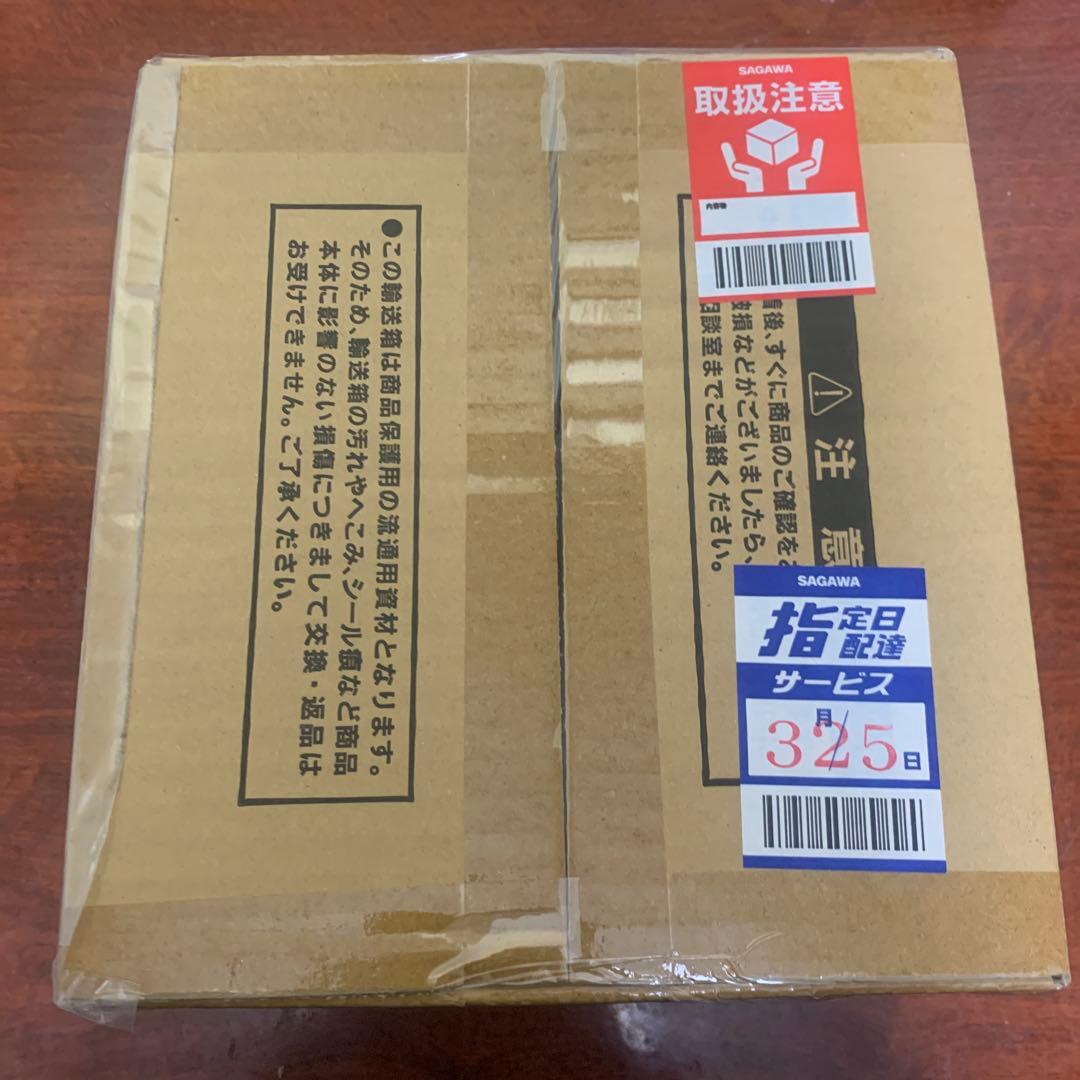 SAGAWA
取扱注意
内容物
●この輸送箱は商品保護用の流通用資材となります。
そのため、輸送箱の汚れやへこみ、シール痕など商品
本体に影響のない損傷につきまして交換・返品は
お受けできません。ご了承ください。
注意
着後、すぐに商品のご確認を
破損などがございましたら、
相談室までご連絡ください。
SAGAWA
指定日
配達
サービス
3月25日